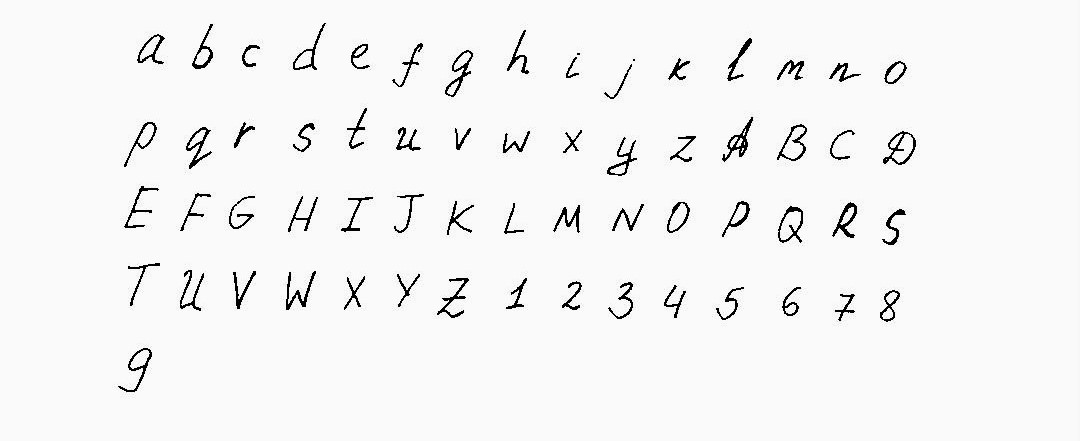 a b c d e f g h i j k l m n o
p q r s t u v w x y z A B C D
E F G H I J K L M N O P Q R S
T U V W X Y Z 1 2 3 4 5 6 7 8
9